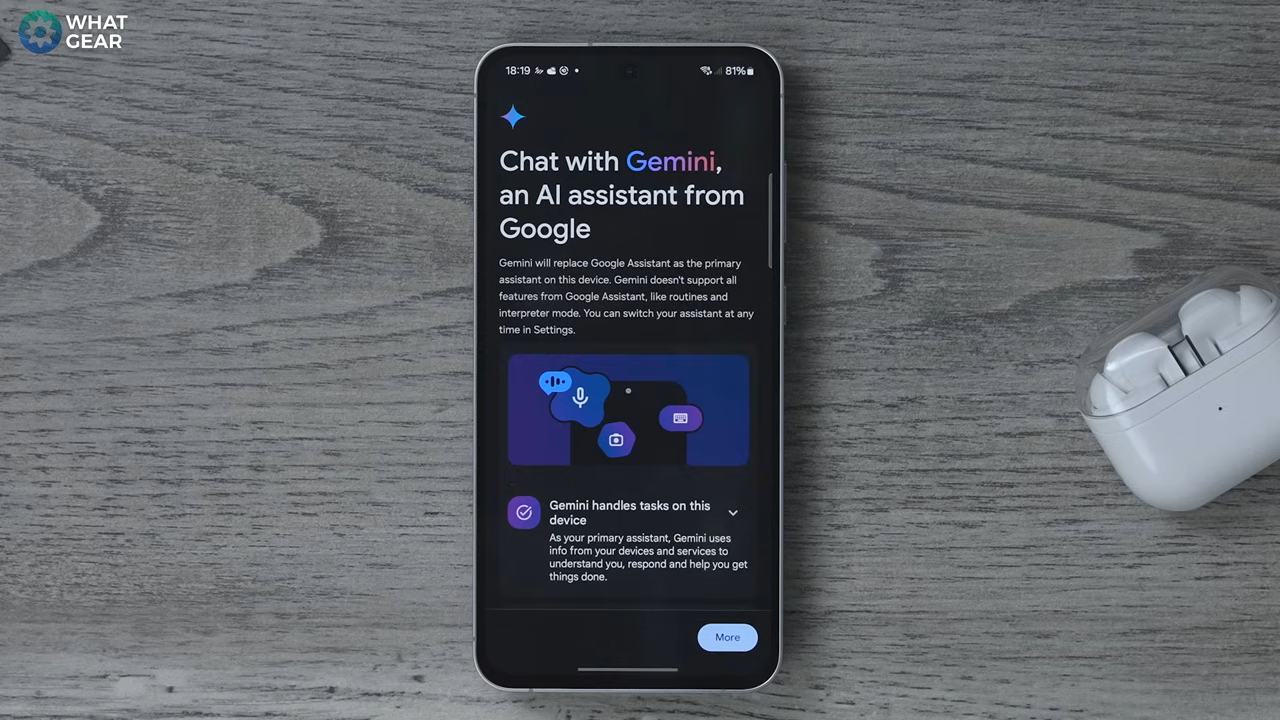 WHAT
GEAR
18:19
81%
Chat with Gemini,
an AI assistant from
Google
Gemini will replace Google Assistant as the primary
assistant on this device. Gemini doesn't support all
features from Google Assistant, like routines and
interpreter mode. You can switch your assistant at any
time in Settings.
Gemini handles tasks on this
device
As your primary assistant, Gemini uses
info from your devices and services to
understand you, respond and help you get
things done.
More